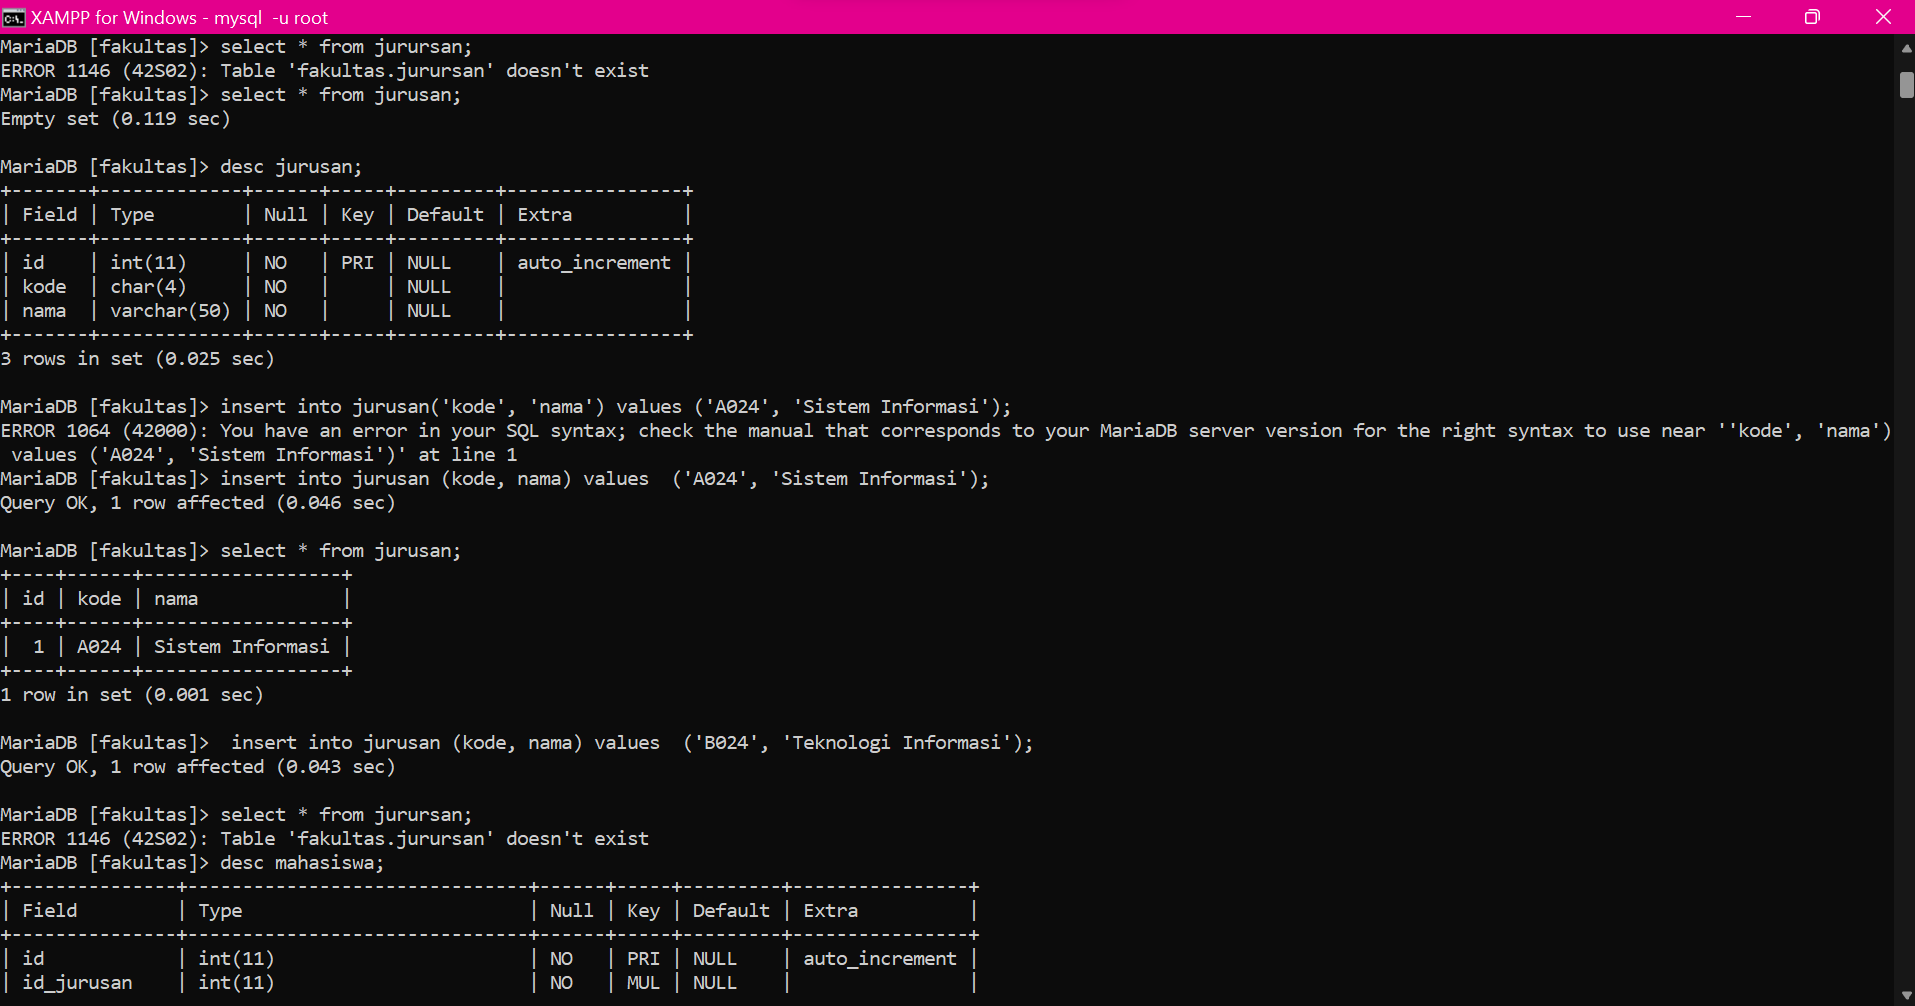 XAMPP for Windows - mysql  -u root
MariaDB [fakultas]> select * from jurursan;
ERROR 1146 (42S02): Table 'fakultas.jurursan' doesn't exist
MariaDB [fakultas]> select * from jurusan;
Empty set (0.119 sec)

MariaDB [fakultas]> desc jurusan;
+-------+-------------+------+-----+---------+----------------+
| Field | Type        | Null | Key | Default | Extra          |
+-------+-------------+------+-----+---------+----------------+
| id    | int(11)     | NO   | PRI | NULL    | auto_increment |
| kode  | char(4)     | NO   |     | NULL    |                |
| nama  | varchar(50) | NO   |     | NULL    |                |
+-------+-------------+------+-----+---------+----------------+
3 rows in set (0.025 sec)

MariaDB [fakultas]> insert into jurusan('kode', 'nama') values ('A024', 'Sistem Informasi');
ERROR 1064 (42000): You have an error in your SQL syntax; check the manual that corresponds to your MariaDB server version for the right syntax to use near ''kode', 'nama')
 values ('A024', 'Sistem Informasi')' at line 1
MariaDB [fakultas]> insert into jurusan (kode, nama) values  ('A024', 'Sistem Informasi');
Query OK, 1 row affected (0.046 sec)

MariaDB [fakultas]> select * from jurusan;
+----+------+------------------+
| id | kode | nama             |
+----+------+------------------+
|  1 | A024 | Sistem Informasi |
+----+------+------------------+
1 row in set (0.001 sec)

MariaDB [fakultas]>  insert into jurusan (kode, nama) values  ('B024', 'Teknologi Informasi');
Query OK, 1 row affected (0.043 sec)

MariaDB [fakultas]> select * from jurursan;
ERROR 1146 (42S02): Table 'fakultas.jurursan' doesn't exist
MariaDB [fakultas]> desc mahasiswa;
+---------------+-------------------------------+------+-----+---------+----------------+
| Field         | Type                          | Null | Key | Default | Extra          |
+---------------+-------------------------------+------+-----+---------+----------------+
| id            | int(11)                       | NO   | PRI | NULL    | auto_increment |
| id_jurusan    | int(11)                       | NO   | MUL | NULL    |                |